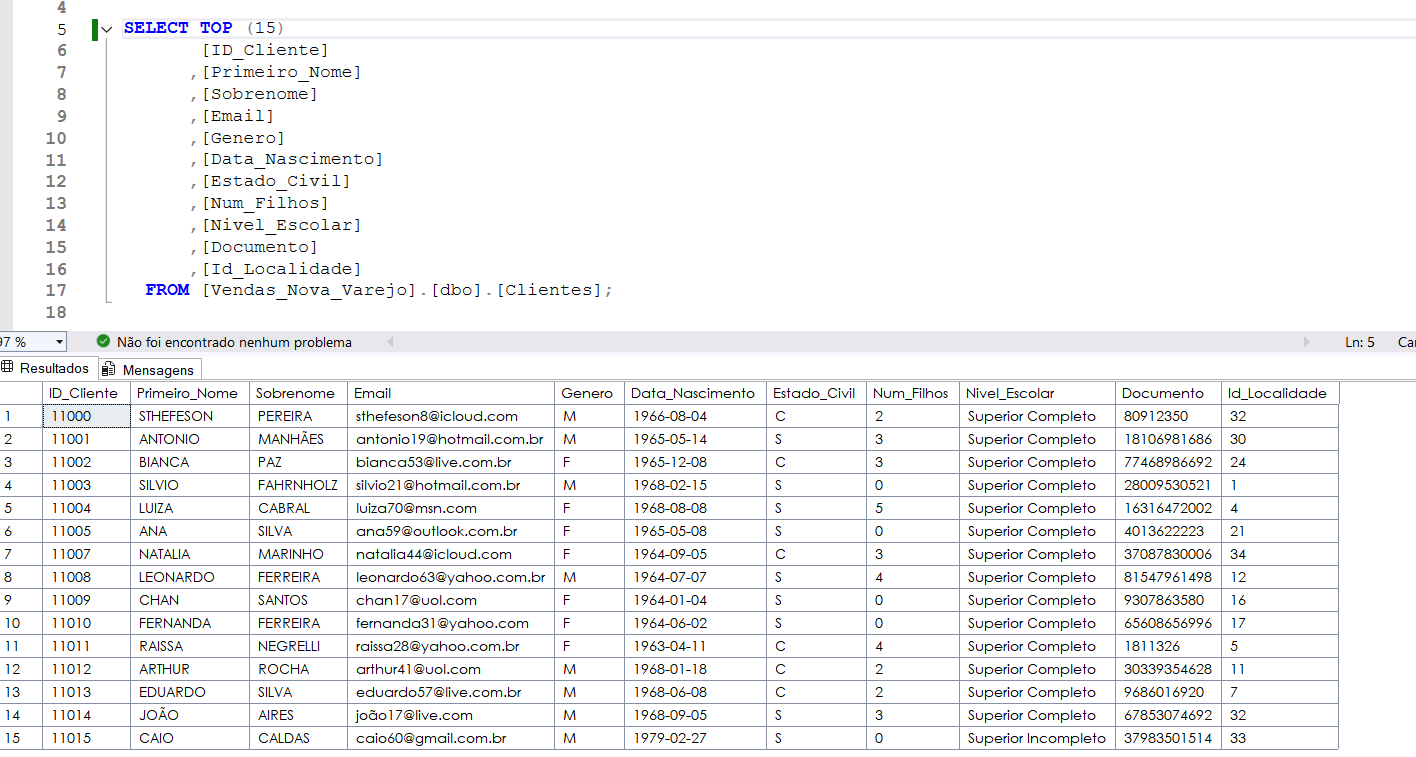 4
5 SELECT TOP (15)
6 [ID_Cliente]
7 ,[Primeiro_Nome]
8 ,[Sobrenome]
9 ,[Email]
10 ,[Genero]
11 ,[Data_Nascimento]
12 ,[Estado_Civil]
13 ,[Num_Filhos]
14 ,[Nivel_Escolar]
15 ,[Documento]
16 ,[Id_Localidade]
17 FROM [Vendas_Nova_Varejo].[dbo].[Clientes];
18
97 % Não foi encontrado nenhum problema Ln: 5 Car
Resultados Mensagens
ID_Cliente Primeiro_Nome Sobrenome Email Genero Data_Nascimento Estado_Civil Num_Filhos Nivel_Escolar Documento Id_Localidade
1 11000 STHEFESON PEREIRA sthefeson8@icloud.com M 1966-08-04 C 2 Superior Completo 80912350 32
2 11001 ANTONIO MANHÃES antonio19@hotmail.com.br M 1965-05-14 S 3 Superior Completo 18106981686 30
3 11002 BIANCA PAZ bianca53@live.com.br F 1965-12-08 C 3 Superior Completo 77468986692 24
4 11003 SILVIO FAHRNHOLZ silvio21@hotmail.com.br M 1968-02-15 S 0 Superior Completo 28009530521 1
5 11004 LUIZA CABRAL luiza70@msn.com F 1968-08-08 S 5 Superior Completo 16316472002 4
6 11005 ANA SILVA ana59@outlook.com.br F 1965-05-08 S 0 Superior Completo 4013622223 21
7 11007 NATALIA MARINHO natalia44@icloud.com F 1964-09-05 C 3 Superior Completo 37087830006 34
8 11008 LEONARDO FERREIRA leonardo63@yahoo.com.br M 1964-07-07 S 4 Superior Completo 81547961498 12
9 11009 CHAN SANTOS chan17@uol.com F 1964-01-04 S 0 Superior Completo 9307863580 16
10 11010 FERNANDA FERREIRA fernanda31@yahoo.com F 1964-06-02 S 0 Superior Completo 65608656996 17
11 11011 RAISSA NEGRELLI raissa28@yahoo.com.br F 1963-04-11 C 4 Superior Completo 1811326 5
12 11012 ARTHUR ROCHA arthur41@uol.com M 1968-01-18 C 2 Superior Completo 30339354628 11
13 11013 EDUARDO SILVA eduardo57@live.com.br M 1968-06-08 C 2 Superior Completo 9686016920 7
14 11014 JOÃO AIRES joão17@live.com M 1968-09-05 S 3 Superior Completo 67853074692 32
15 11015 CAIO CALDAS caio60@gmail.com.br M 1979-02-27 S 0 Superior Incompleto 37983501514 33